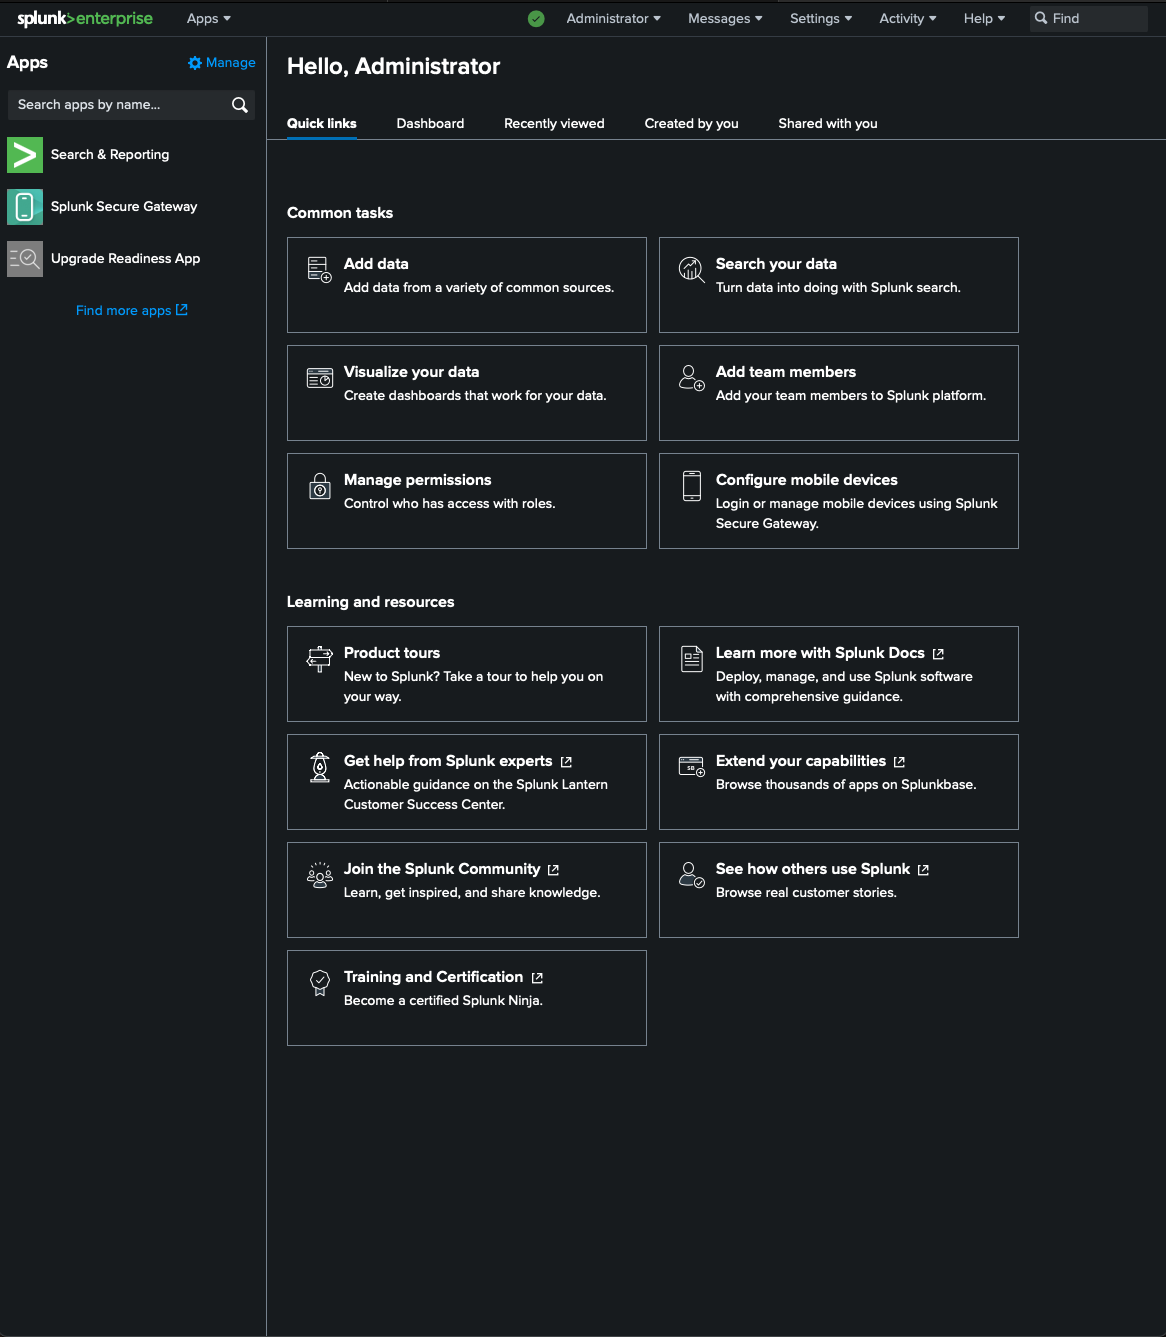 splunk>enterprise Apps Administrator Messages Settings Activity Help Find
Apps Manage
Search apps by name...
Search & Reporting
Splunk Secure Gateway
Upgrade Readiness App
Find more apps
Hello, Administrator
Quick links Dashboard Recently viewed Created by you Shared with you
Common tasks
Add data
Add data from a variety of common sources.
Search your data
Turn data into doing with Splunk search.
Visualize your data
Create dashboards that work for your data.
Add team members
Add your team members to Splunk platform.
Manage permissions
Control who has access with roles.
Configure mobile devices
Login or manage mobile devices using Splunk
Secure Gateway.
Learning and resources
Product tours
New to Splunk? Take a tour to help you on
your way.
Learn more with Splunk Docs
Deploy, manage, and use Splunk software
with comprehensive guidance.
Get help from Splunk experts
Actionable guidance on the Splunk Lantern
Customer Success Center.
SB
Extend your capabilities
Browse thousands of apps on Splunkbase.
Join the Splunk Community
Learn, get inspired, and share knowledge.
See how others use Splunk
Browse real customer stories.
Training and Certification
Become a certified Splunk Ninja.